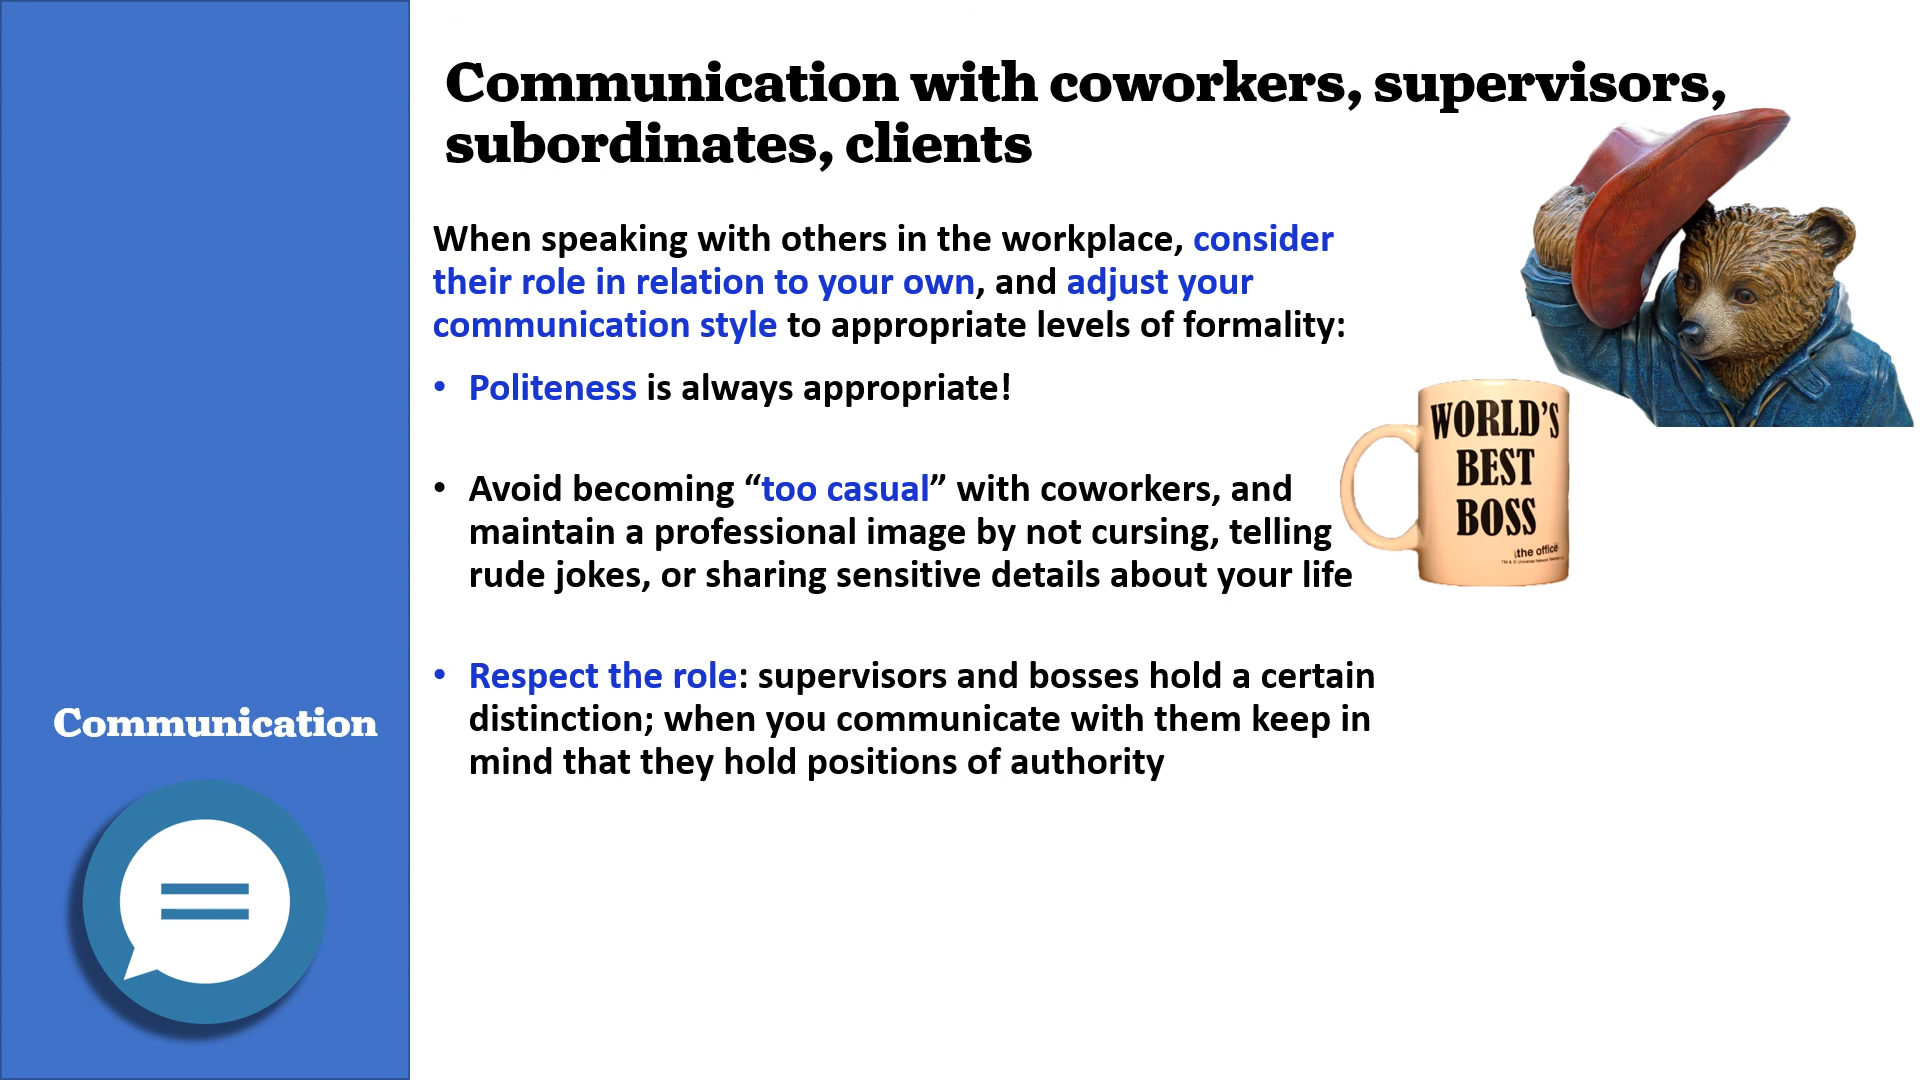 Communication with coworkers, supervisors,
subordinates, clients
When speaking with others in the workplace, consider
their role in relation to your own, and adjust your
communication style to appropriate levels of formality:
• Politeness is always appropriate!
• Avoid becoming “too casual” with coworkers, and
maintain a professional image by not cursing, telling
rude jokes, or sharing sensitive details about your life
• Respect the role: supervisors and bosses hold a certain
distinction; when you communicate with them keep in
mind that they hold positions of authority
WORLD'S
BEST
BOSS
the office
Communication